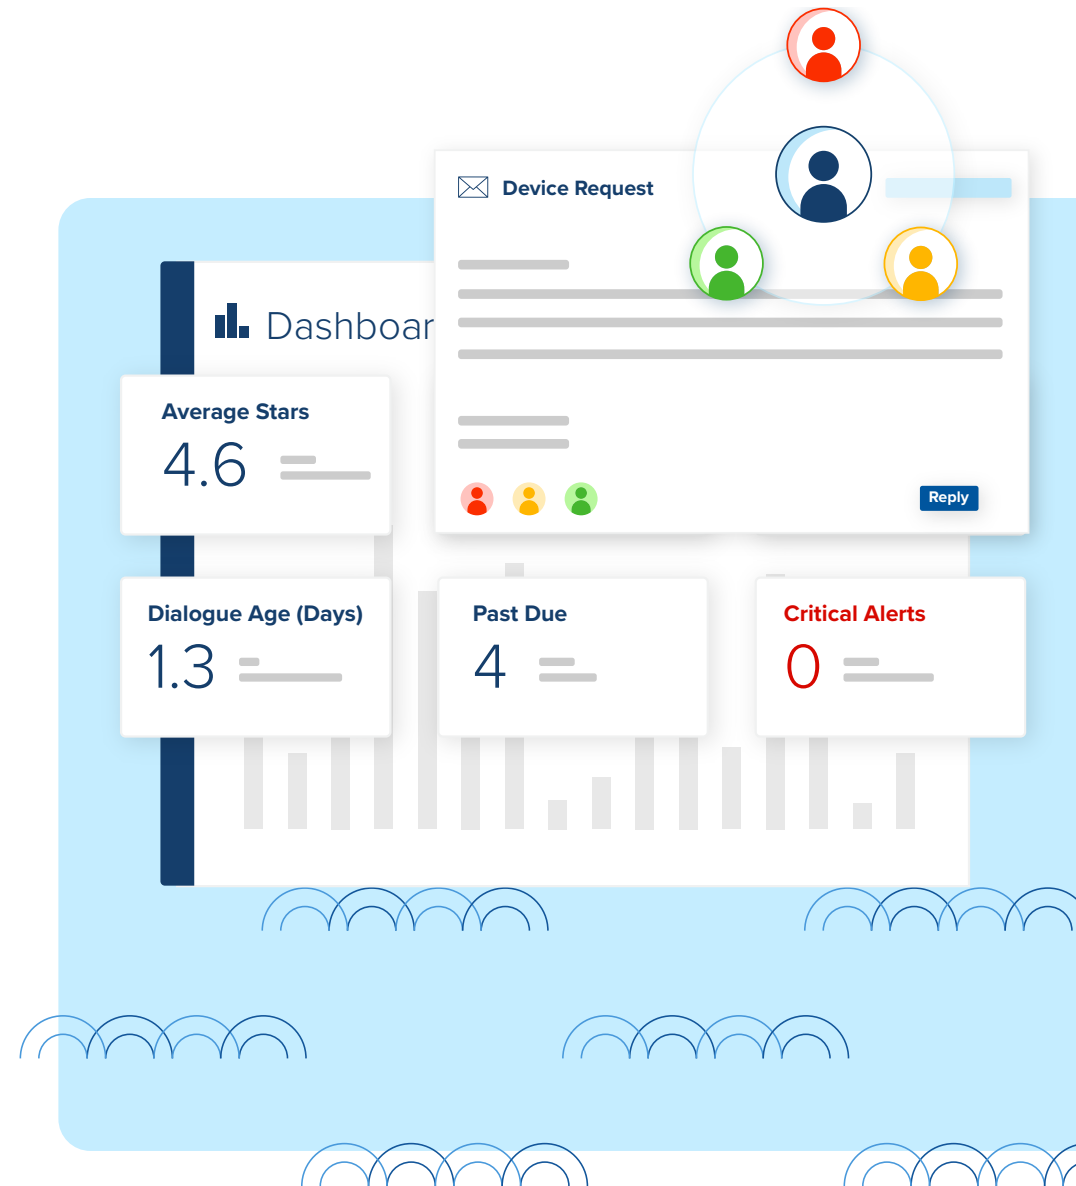 Device Request
Dashboar
Average Stars
4.6
Reply
Dialogue Age (Days)
1.3
Past Due
4
Critical Alerts
0